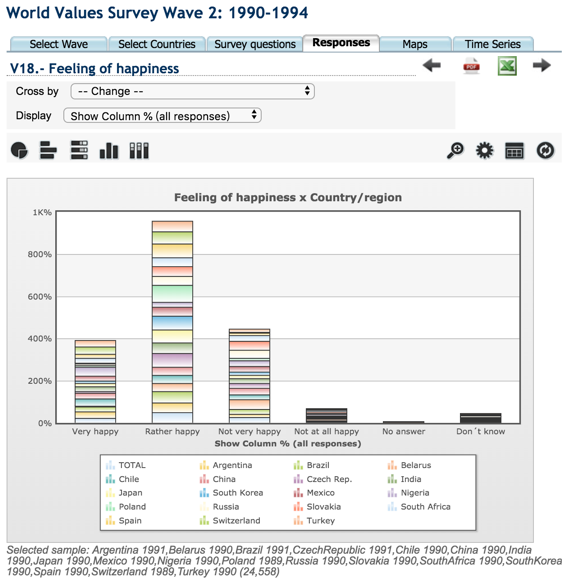 World Values Survey Wave 2: 1990-1994
Select Wave Select Countries Survey questions Responses Maps Time Series
V18.- Feeling of happiness
PDF
Cross by -- Change --
Display Show Column % (all responses)
Feeling of happiness x Country/region
1K%
800%
600%
400%
200%
0%
Very happy Rather happy Not very happy Not at all happy No answer Don´t know
Show Column % (all responses)
TOTAL Argentina Brazil Belarus
Chile China Czech Rep. India
Japan South Korea Mexico Nigeria
Poland Russia Slovakia South Africa
Spain Switzerland Turkey
Selected sample: Argentina 1991,Belarus 1990,Brazil 1991,CzechRepublic 1991,Chile 1990,China 1990,India
1990,Japan 1990,Mexico 1990,Nigeria 1990,Poland 1989,Russia 1990,Slovakia 1990,SouthAfrica 1990,SouthKorea
1990,Spain 1990,Switzerland 1989,Turkey 1990 (24,558)